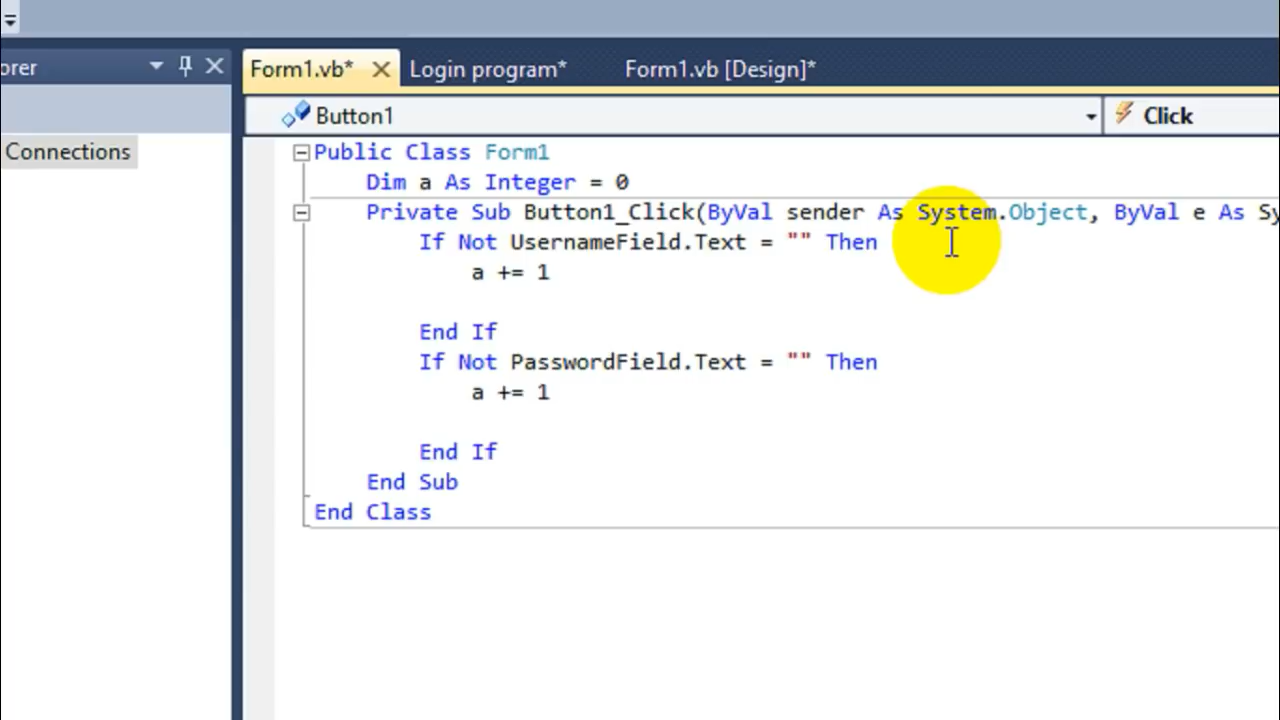 orer
Form1.vb* Login program* Form1.vb [Design]*
Button1 Click
Connections
Public Class Form1
Dim a As Integer = 0
Private Sub Button1_Click(ByVal sender As System.Object, ByVal e As Sy
If Not UsernameField.Text = "" Then
a += 1
End If
If Not PasswordField.Text = "" Then
a += 1
End If
End Sub
End Class